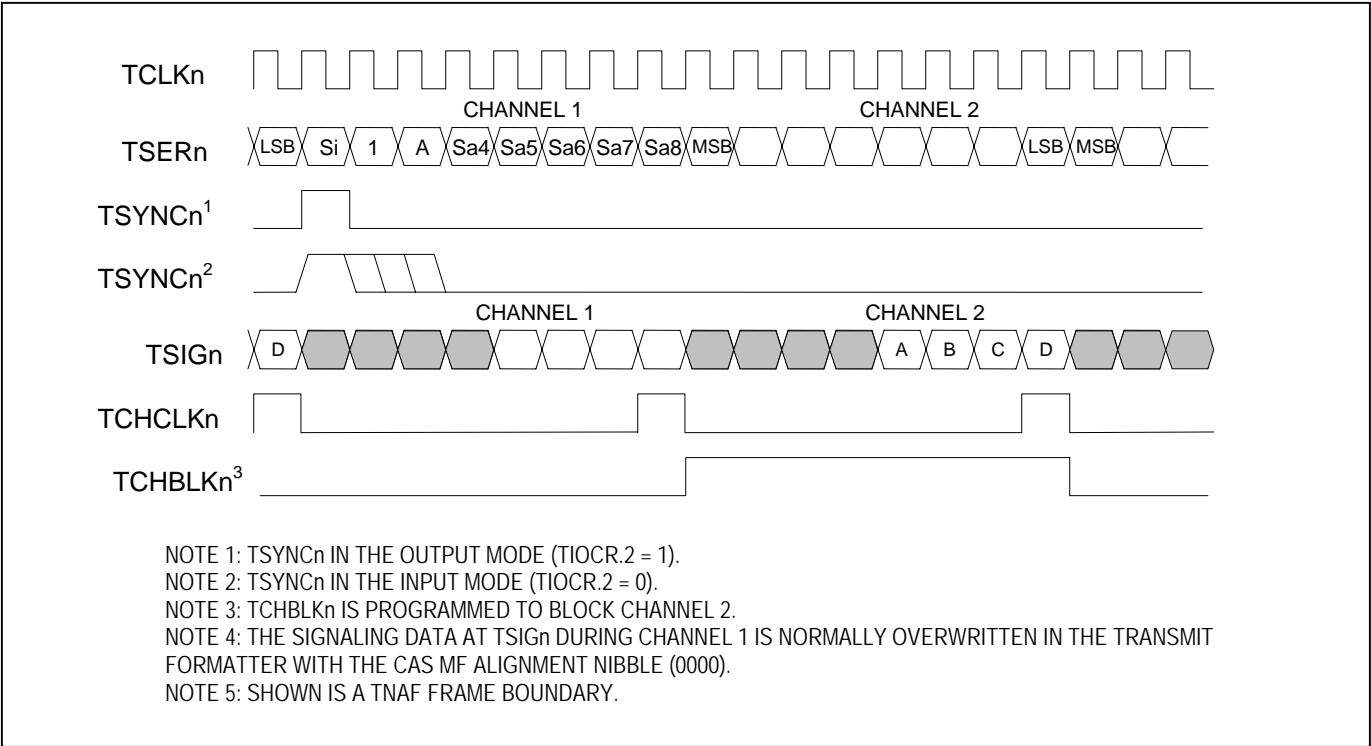 TCLKn
CHANNEL 1 CHANNEL 2
TSERn LSB Si 1 A Sa4 Sa5 Sa6 Sa7 Sa8 MSB LSB MSB
TSYNCn1
TSYNCn2
CHANNEL 1 CHANNEL 2
TSIGn D A B C D
TCHCLKn
TCHBLKn3
NOTE 1: TSYNCn IN THE OUTPUT MODE (TIOCR.2 = 1).
NOTE 2: TSYNCn IN THE INPUT MODE (TIOCR.2 = 0).
NOTE 3: TCHBLKn IS PROGRAMMED TO BLOCK CHANNEL 2.
NOTE 4: THE SIGNALING DATA AT TSIGn DURING CHANNEL 1 IS NORMALLY OVERWRITTEN IN THE TRANSMIT
FORMATTER WITH THE CAS MF ALIGNMENT NIBBLE (0000).
NOTE 5: SHOWN IS A TNAF FRAME BOUNDARY.